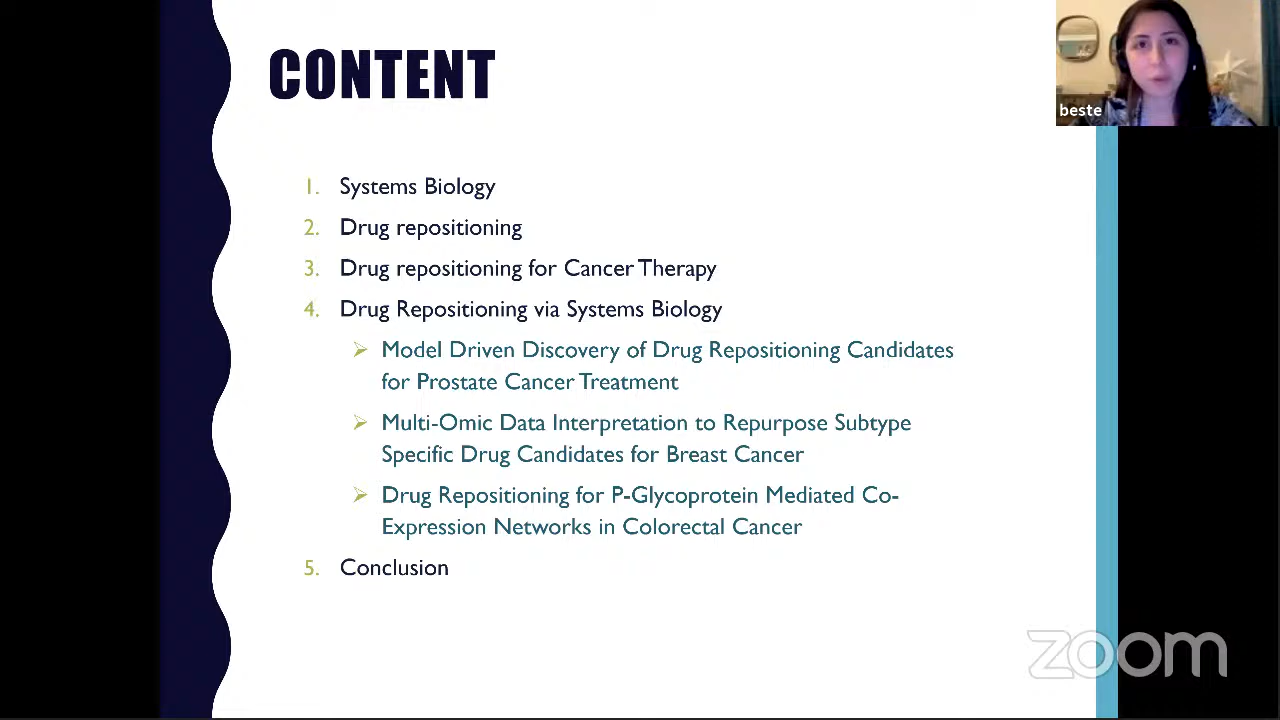 CONTENT
beste
1. Systems Biology
2. Drug repositioning
3. Drug repositioning for Cancer Therapy
4. Drug Repositioning via Systems Biology
Model Driven Discovery of Drug Repositioning Candidates
for Prostate Cancer Treatment
Multi-Omic Data Interpretation to Repurpose Subtype
Specific Drug Candidates for Breast Cancer
Drug Repositioning for P-Glycoprotein Mediated Co-
Expression Networks in Colorectal Cancer
5. Conclusion
zoom